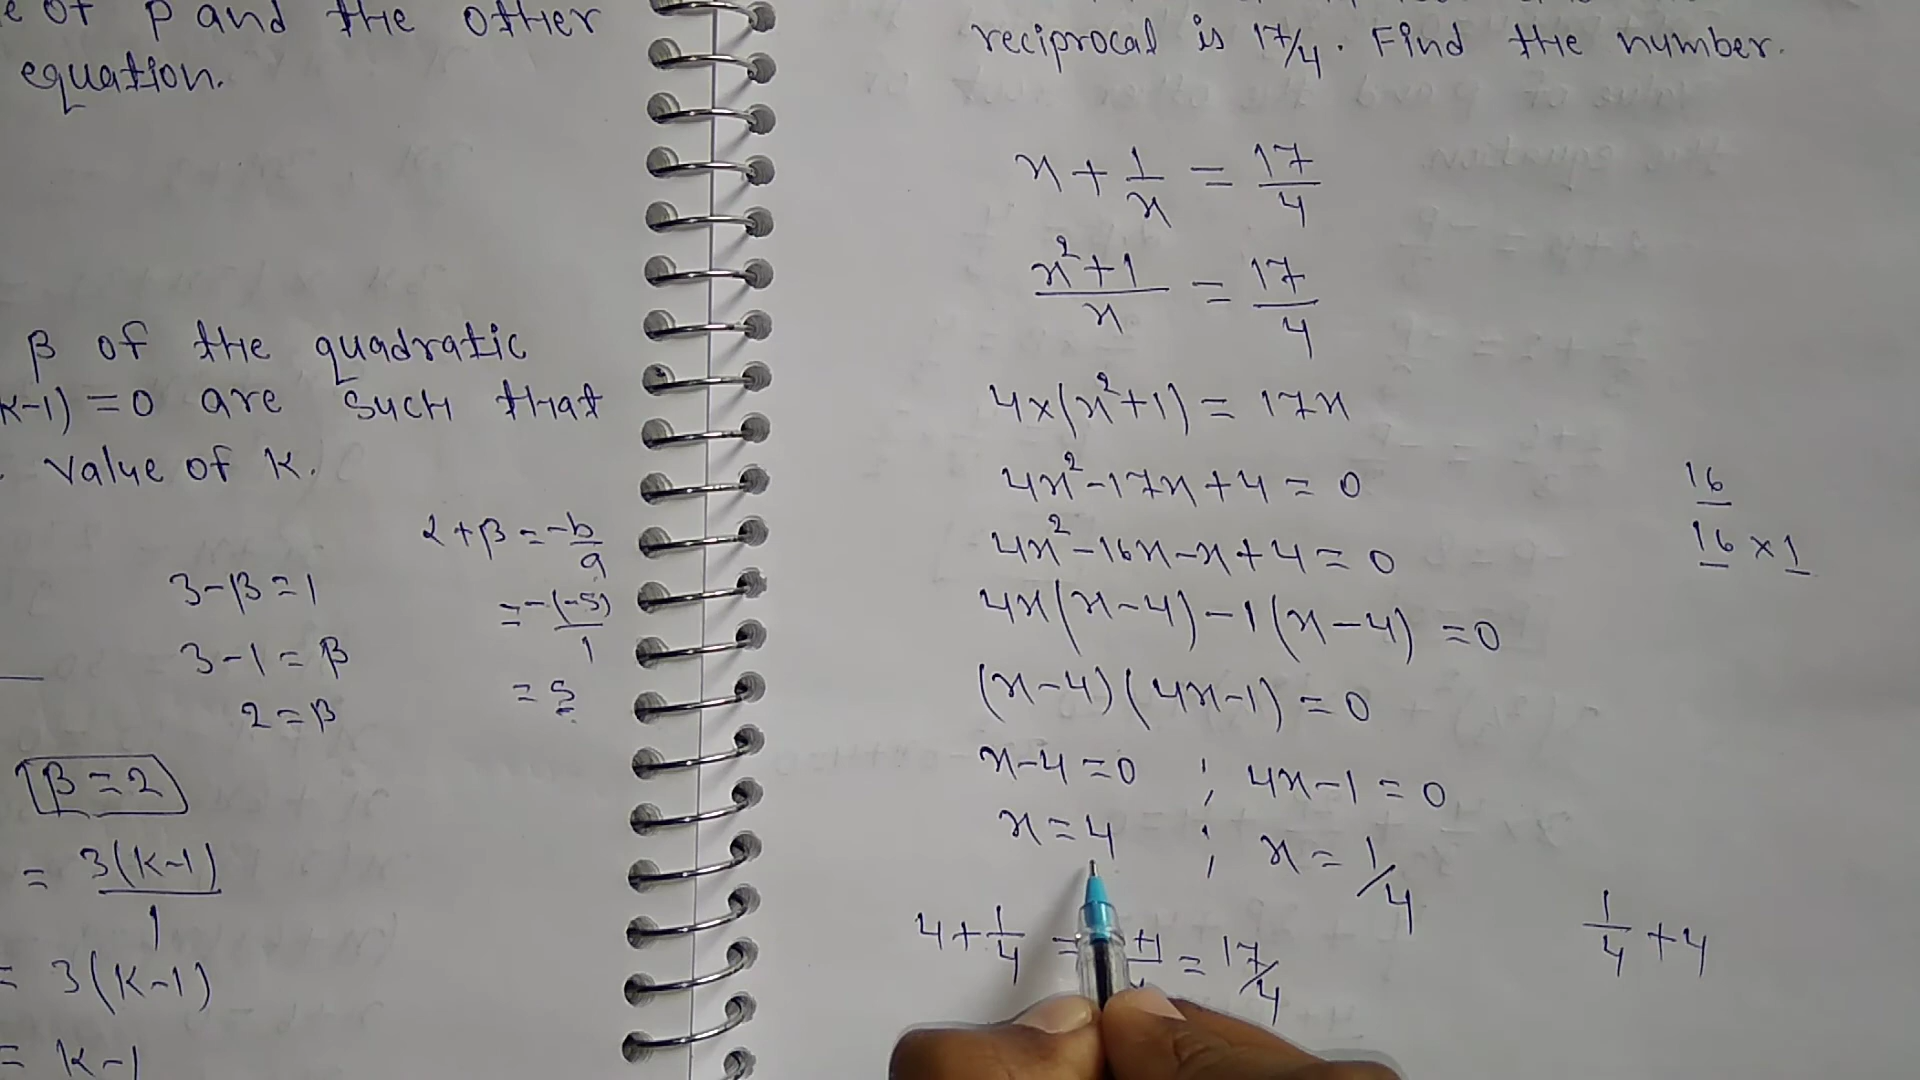 e of p and the other
equation.
β of the quadratic
k-1) = 0 are such that
value of k.
2 + β = -b/a
= -(-5)/1
= 5
3 - β = 1
3 - 1 = β
2 = β
β = 2
= 3(k-1)/1
= 3(k-1)
= k-1
reciprocal is 17/4. Find the number.
x + 1/x = 17/4
x²+1/x = 17/4
4×(x²+1) = 17x
4x²-17x+4 = 0
16
4x²-16x-x+4 = 0
16 × 1
4x(x-4)-1(x-4) = 0
(x-4)(4x-1) = 0
x-4 = 0 ; 4x-1 = 0
x = 4 ; x = 1/4
4 + 1/4 = +1 = 17/4
1/4 + 4